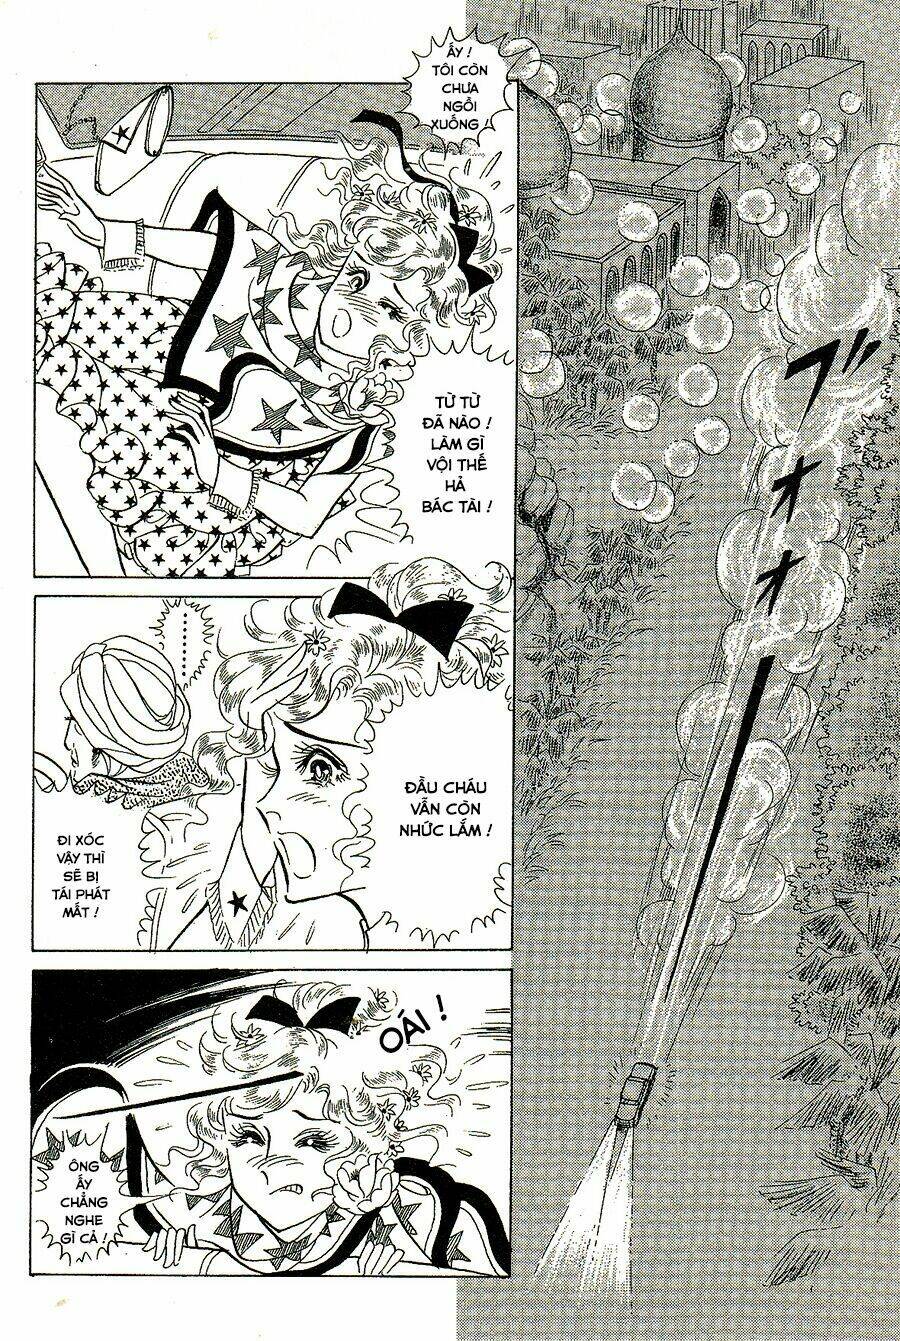 ブオオー
ẤY !
TÔI CÒN
CHƯA
NGỒI
XUỐNG !
TỪ TỪ
ĐÃ NÀO !
LÀM GÌ
VỘI THẾ
HẢ
BÁC TÀI !
.......
ĐẦU CHÁU
VẪN CÒN
NHỨC LẮM !
ĐI XÓC
VẬY THÌ
SẼ BỊ
TÁI PHÁT
MẤT !
OÁI !
ÔNG
ẤY
CHẲNG
NGHE
GÌ CẢ !